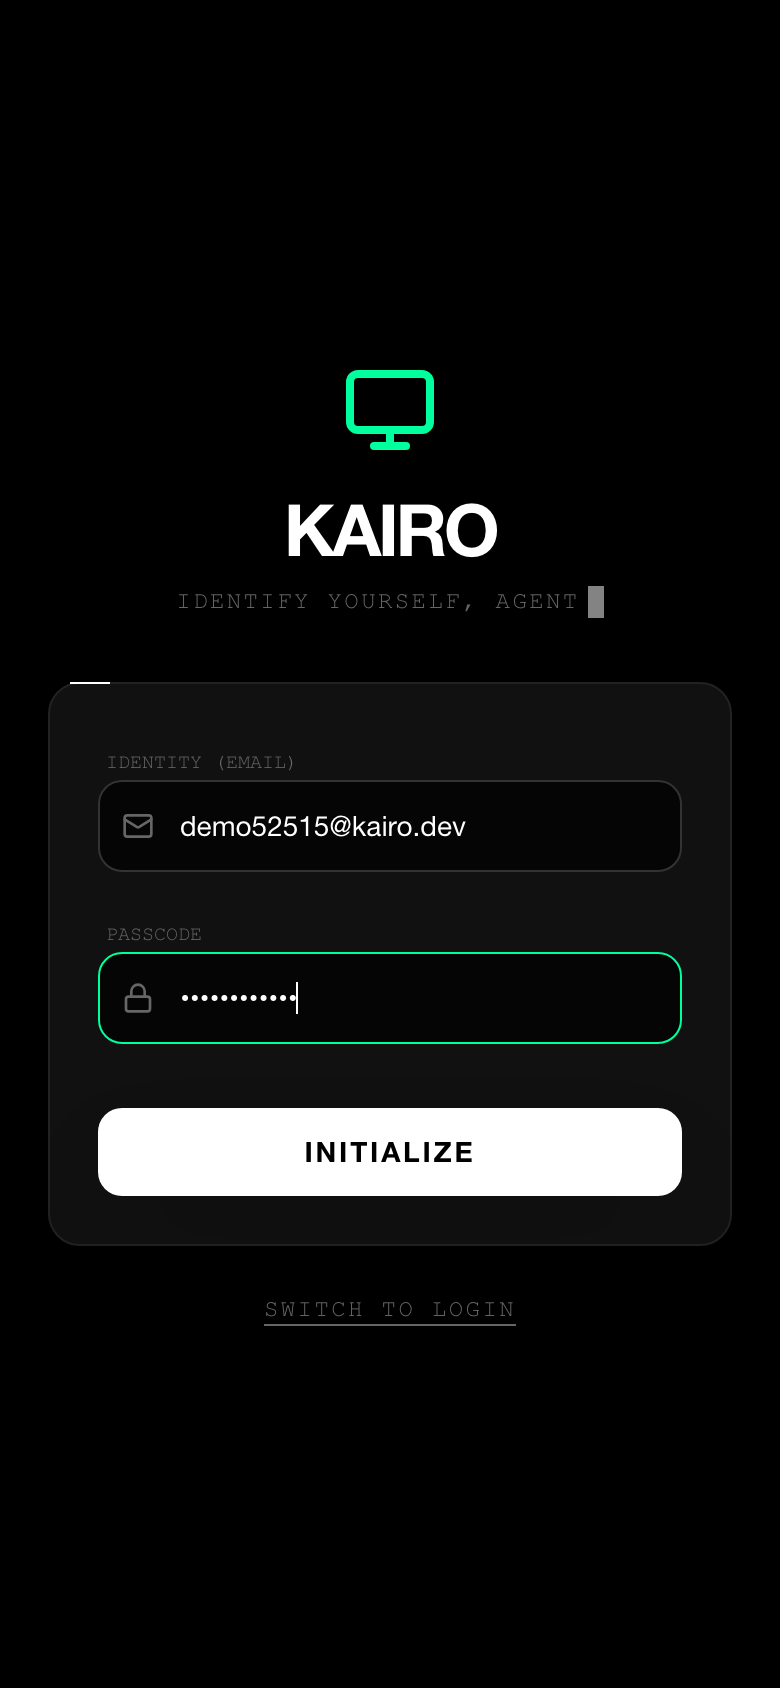 KAIRO
IDENTIFY YOURSELF, AGENT
IDENTITY (EMAIL)
demo52515@kairo.dev
PASSCODE
••••••••••••
INITIALIZE
SWITCH TO LOGIN